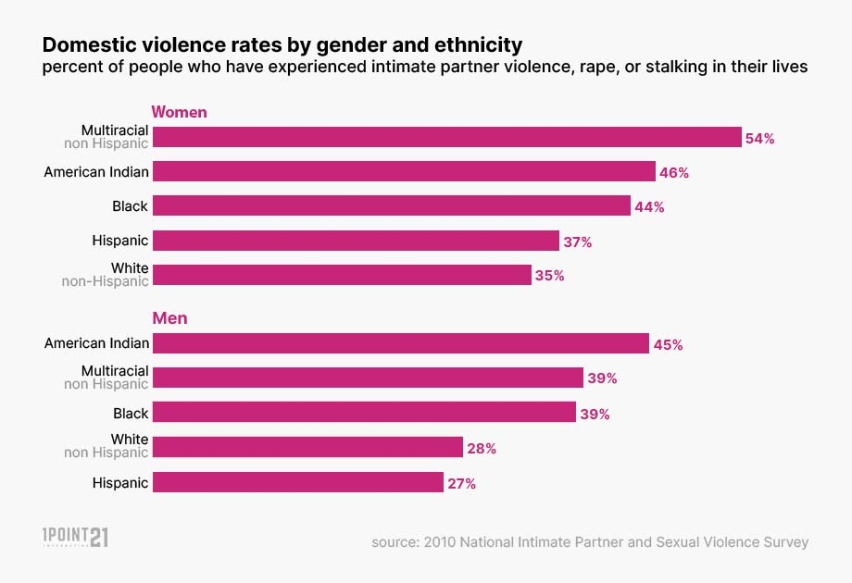 Domestic violence rates by gender and ethnicity
percent of people who have experienced intimate partner violence, rape, or stalking in their lives
Women
Multiracial
non Hispanic
54%
American Indian
46%
Black
44%
Hispanic
37%
White
non-Hispanic
35%
Men
American Indian
45%
Multiracial
non Hispanic
39%
Black
39%
White
non Hispanic
28%
Hispanic
27%
1POINT21
INTERACTIVE
source: 2010 National Intimate Partner and Sexual Violence Survey